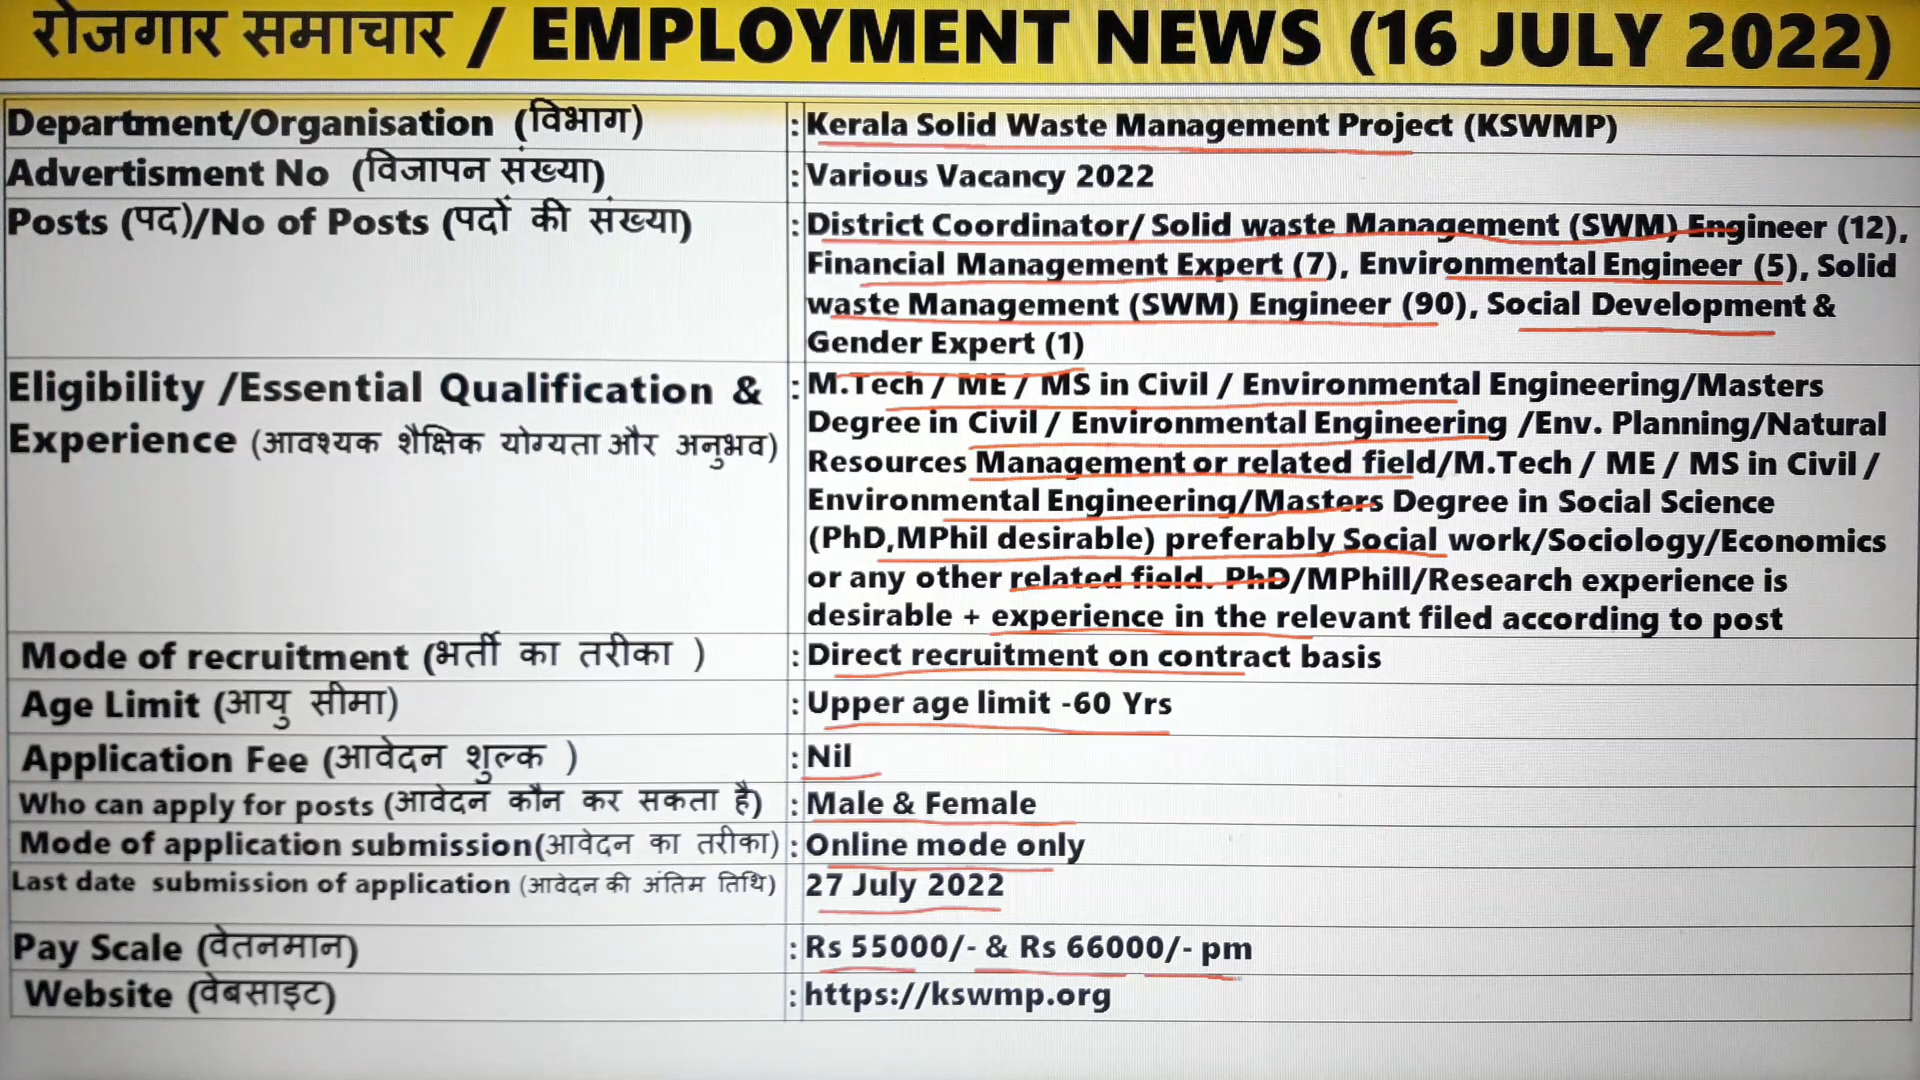 रोजगार समाचार / EMPLOYMENT NEWS (16 JULY 2022)
Department/Organisation (विभाग) : Kerala Solid Waste Management Project (KSWMP)
Advertisment No (विजापन संख्या) : Various Vacancy 2022
Posts (पद)/No of Posts (पदों की संख्या) : District Coordinator/ Solid waste Management (SWM) Engineer (12),
Financial Management Expert (7), Environmental Engineer (5), Solid
waste Management (SWM) Engineer (90), Social Development &
Gender Expert (1)
Eligibility /Essential Qualification & : M.Tech / ME / MS in Civil / Environmental Engineering/Masters
Experience (आवश्यक शैक्षिक योग्यता और अनुभव) Degree in Civil / Environmental Engineering /Env. Planning/Natural
Resources Management or related field/M.Tech / ME / MS in Civil /
Environmental Engineering/Masters Degree in Social Science
(PhD,MPhil desirable) preferably Social work/Sociology/Economics
or any other related field. PhD/MPhill/Research experience is
desirable + experience in the relevant filed according to post
Mode of recruitment (भर्ती का तरीका ) : Direct recruitment on contract basis
Age Limit (आयु सीमा) : Upper age limit -60 Yrs
Application Fee (आवेदन शुल्क ) : Nil
Who can apply for posts (आवेदन कौन कर सकता है) : Male & Female
Mode of application submission(आवेदन का तरीका) : Online mode only
Last date submission of application (आवेदन की अंतिम तिथि) 27 July 2022
Pay Scale (वेतनमान) : Rs 55000/- & Rs 66000/- pm
Website (वेबसाइट) : https://kswmp.org